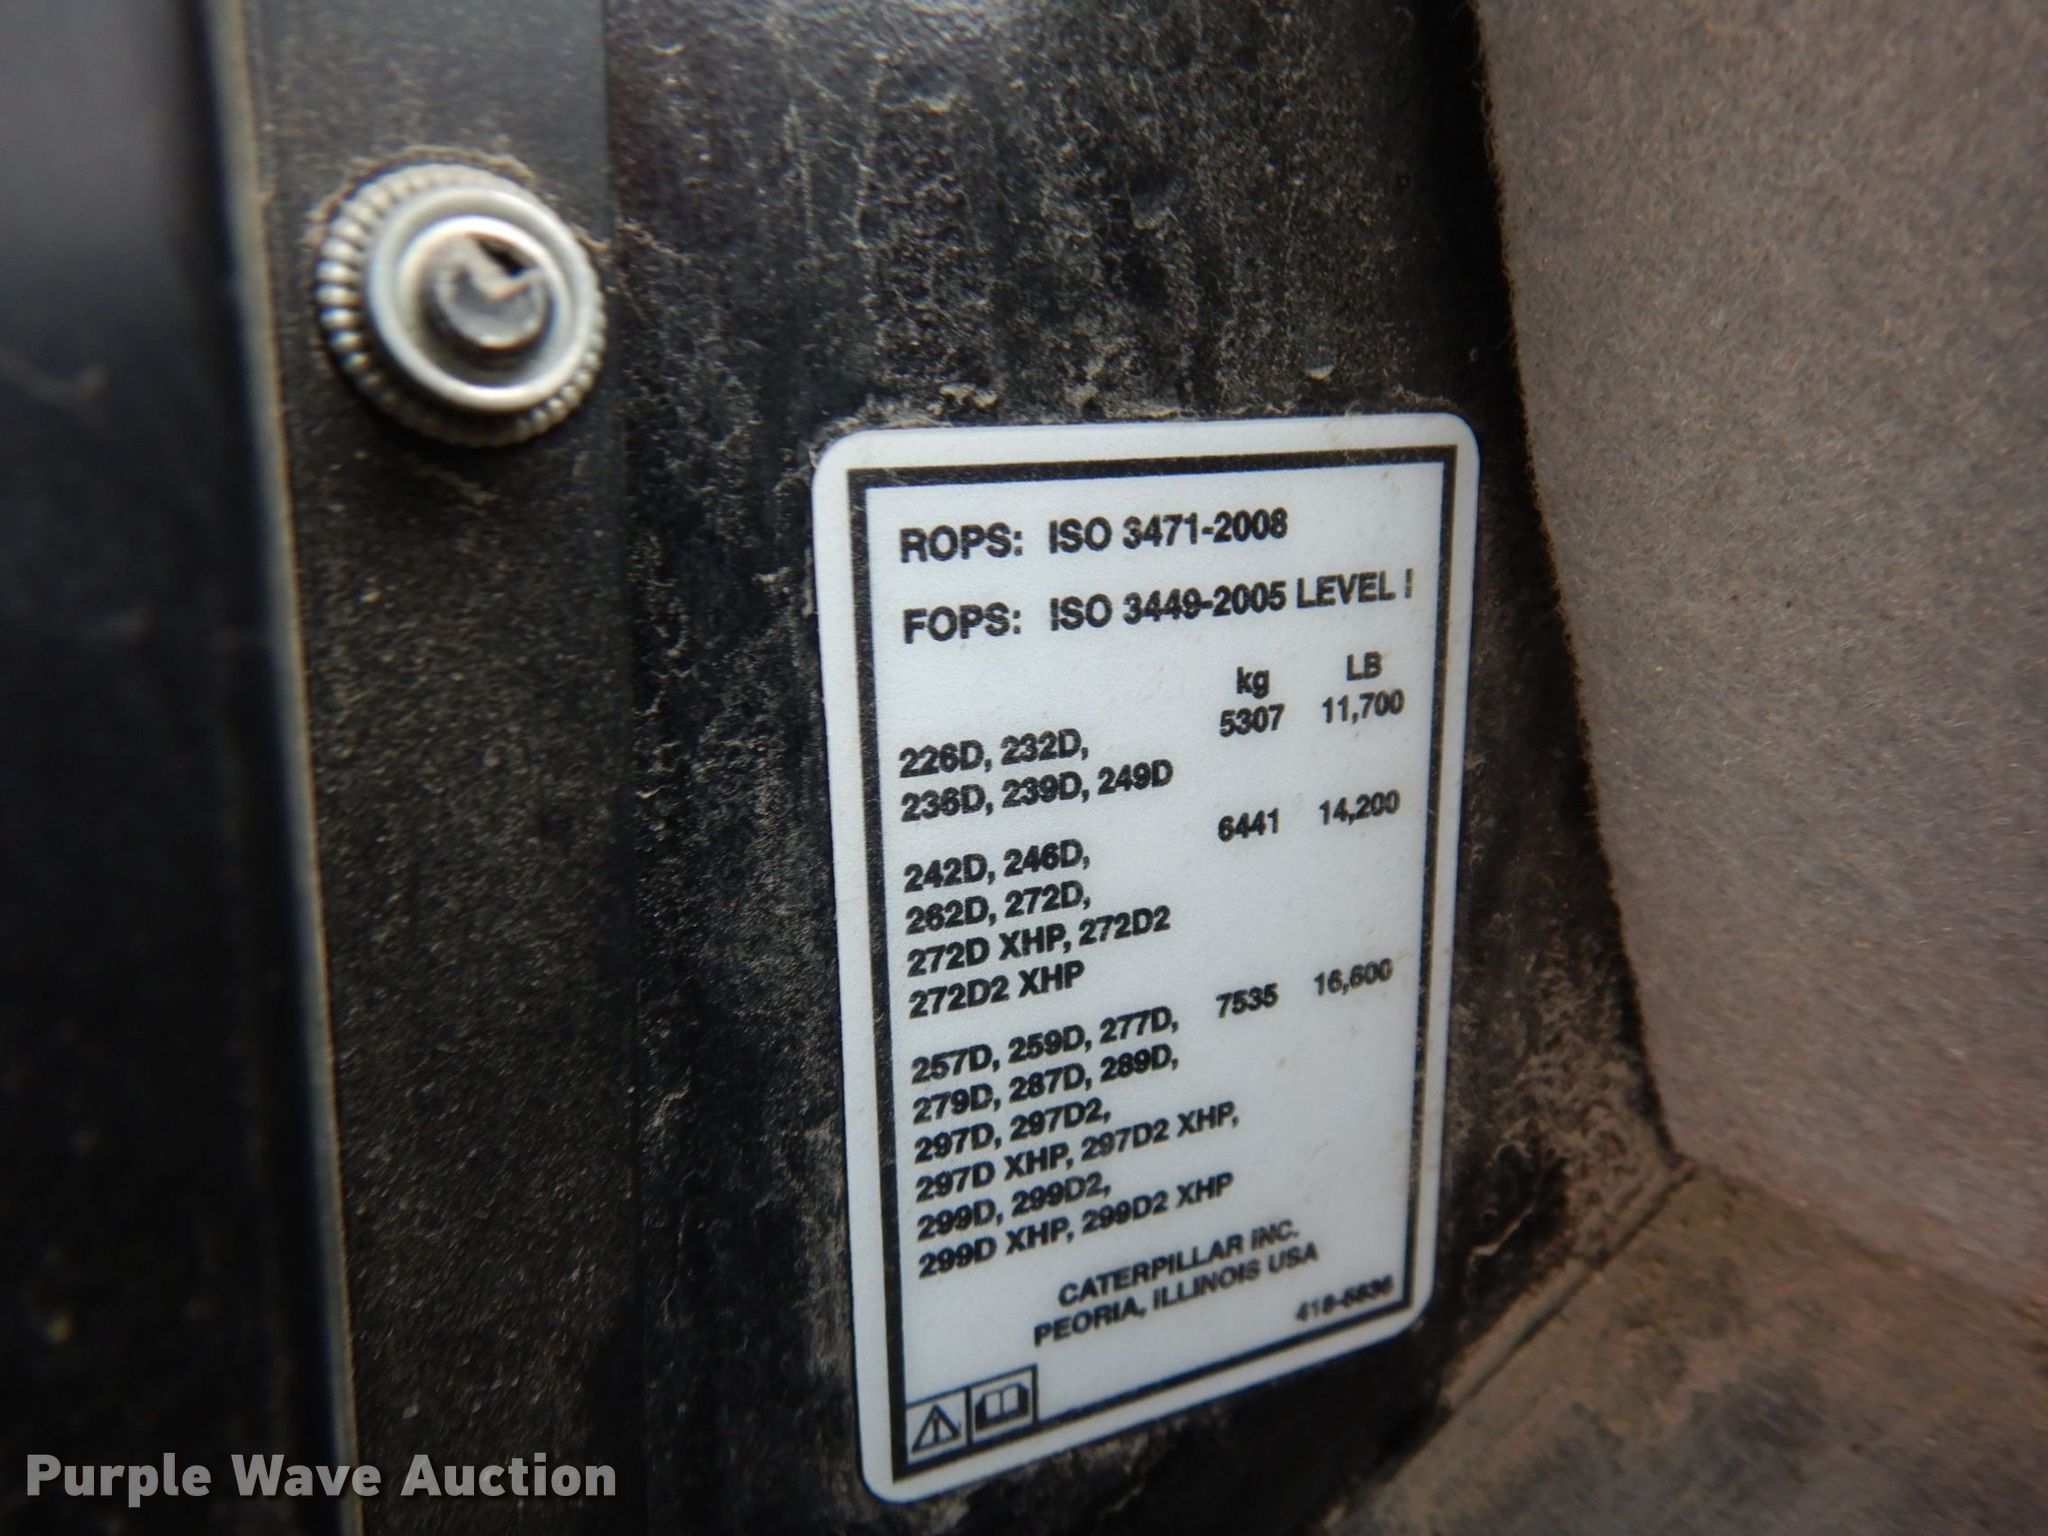 ROPS: ISO 3471-2008
FOPS: ISO 3449-2005 LEVEL I
kg LB
5307 11,700
226D, 232D,
236D, 239D, 249D
6441 14,200
242D, 246D,
262D, 272D,
272D XHP, 272D2
272D2 XHP
7535 16,600
257D, 259D, 277D,
279D, 287D, 289D,
297D, 297D2,
297D XHP, 297D2 XHP,
299D, 299D2,
299D XHP, 299D2 XHP
CATERPILLAR INC.
PEORIA, ILLINOIS USA
Purple Wave Auction